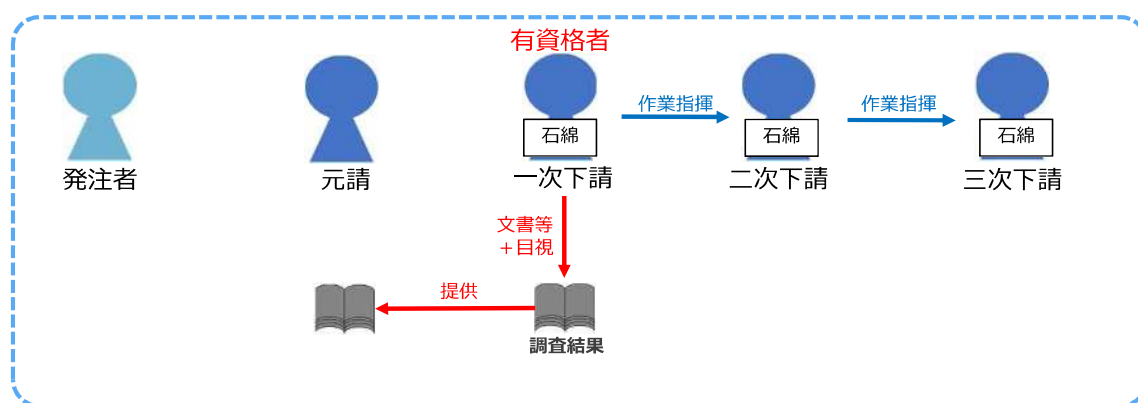 有資格者
石綿
作業指揮
石綿
作業指揮
石綿
発注者
元請
一次下請
二次下請
三次下請
文書等
＋目視
提供
調査結果